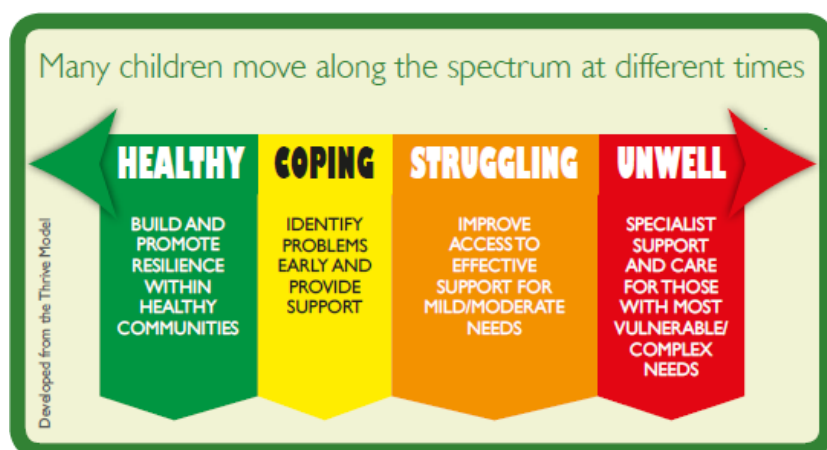 Many children move along the spectrum at different times
HEALTHY
BUILD AND
PROMOTE
RESILIENCE
WITHIN
HEALTHY
COMMUNITIES
COPING
IDENTIFY
PROBLEMS
EARLY AND
PROVIDE
SUPPORT
STRUGGLING
IMPROVE
ACCESS TO
EFFECTIVE
SUPPORT FOR
MILD/MODERATE
NEEDS
UNWELL
SPECIALIST
SUPPORT
AND CARE
FOR THOSE
WITH MOST
VULNERABLE/
COMPLEX
NEEDS
Developed from the Thrive Model